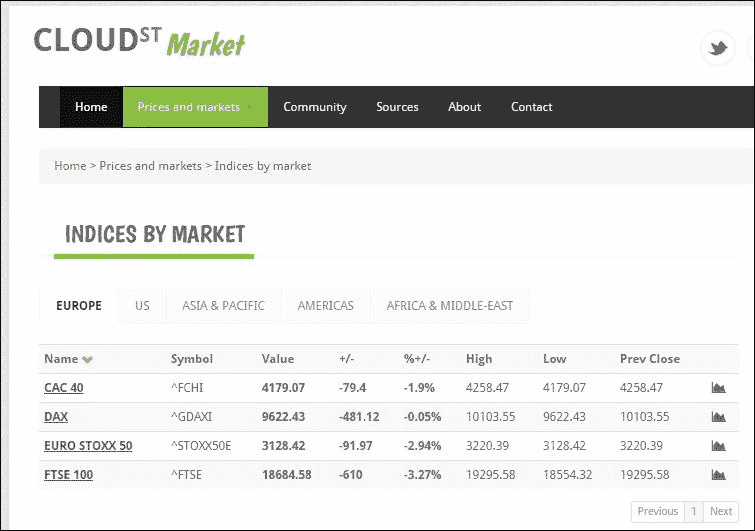 CLOUDST Market
Home Prices and markets Community Sources About Contact
Home > Prices and markets > Indices by market
INDICES BY MARKET
EUROPE US ASIA & PACIFIC AMERICAS AFRICA & MIDDLE-EAST
Name Symbol Value +/- %+/- High Low Prev Close
CAC 40 ^FCHI 4179.07 -79.4 -1.9% 4258.47 4179.07 4258.47
DAX ^GDAXI 9622.43 -481.12 -0.05% 10103.55 9622.43 10103.55
EURO STOXX 50 ^STOXX50E 3128.42 -91.97 -2.94% 3220.39 3128.42 3220.39
FTSE 100 ^FTSE 18684.58 -610 -3.27% 19295.58 18554.32 19295.58
Previous 1 Next